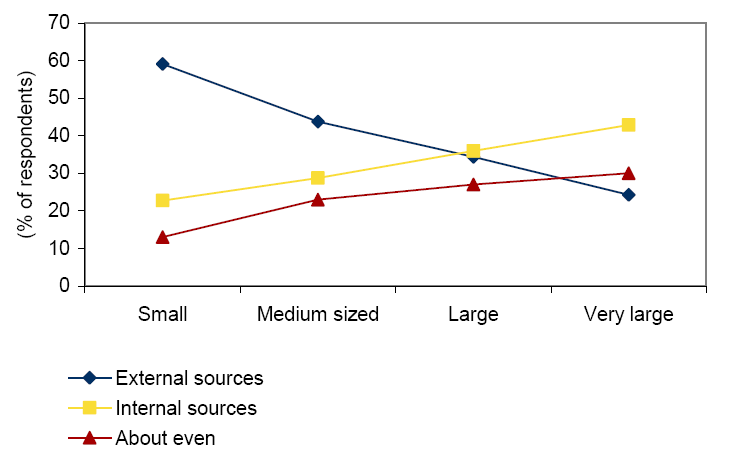 70
60
50
40
30
20
10
0
(% of respondents)
Small Medium sized Large Very large
External sources
Internal sources
About even